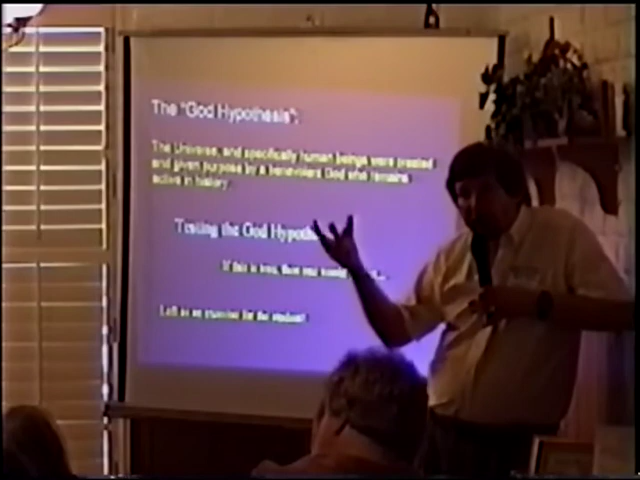 The "God Hypothesis":
The Universe, and specifically human beings were created
and given purpose by a benevolent God who remains
active in history.
Testing the God Hypoth
If this is true, then you would
Left as an exercise for the student!